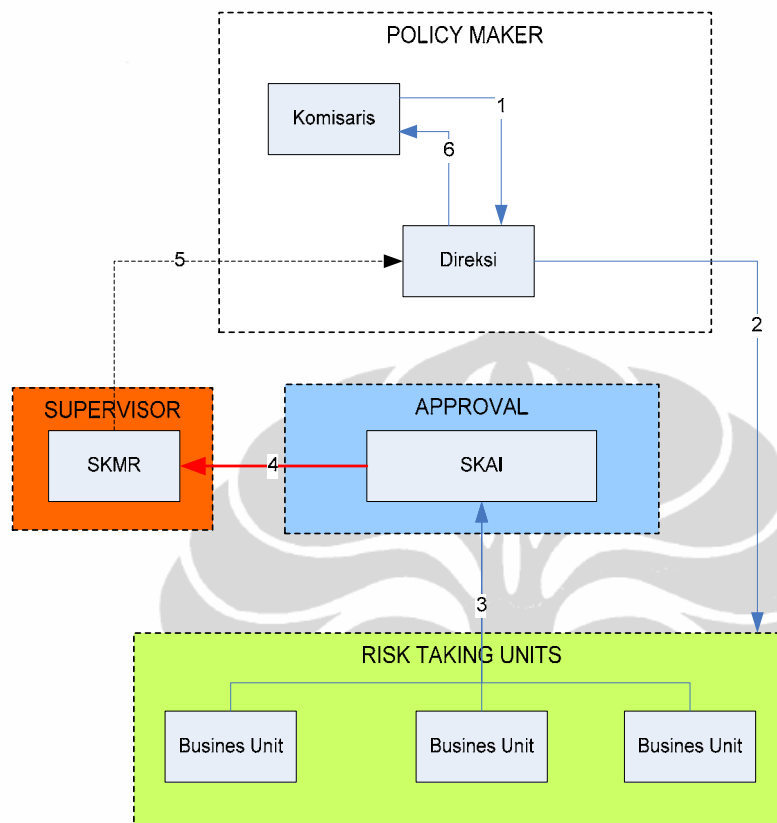 POLICY MAKER
Komisaris
1
6
Direksi
5
2
SUPERVISOR
APPROVAL
SKMR
4
SKAI
3
RISK TAKING UNITS
Busines Unit
Busines Unit
Busines Unit